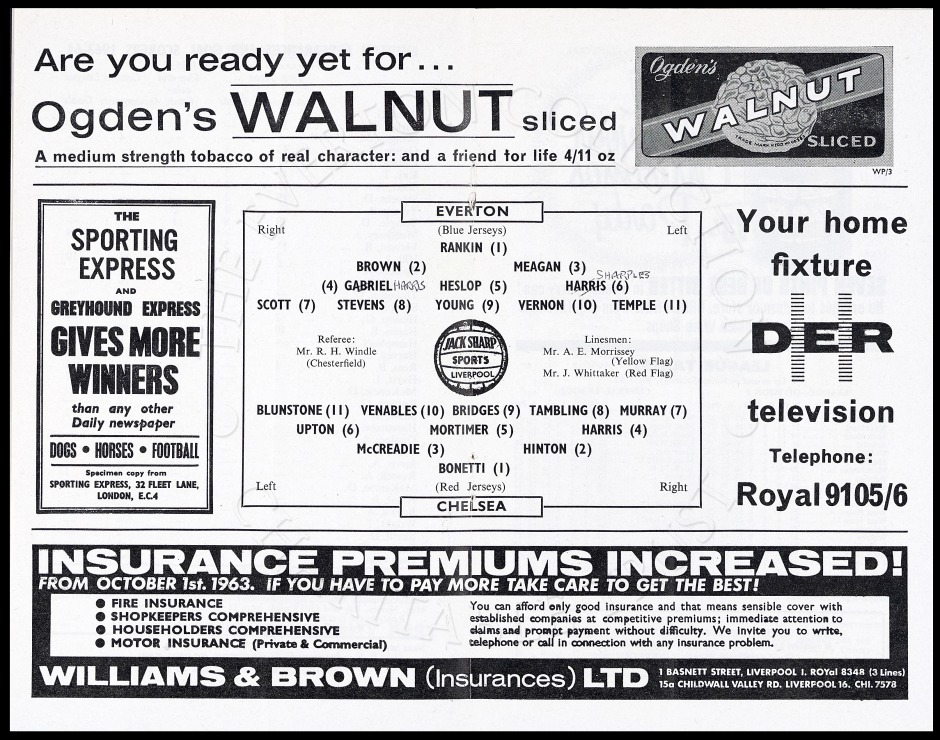 Are you ready yet for...
Ogden's WALNUT sliced
A medium strength tobacco of real character: and a friend for life 4/11 oz
Ogden's
WALNUT
TRADE MARK REGD
SLICED
WP/3
THE
SPORTING
EXPRESS
AND
GREYHOUND EXPRESS
GIVES MORE
WINNERS
than any other
Daily newspaper
DOGS • HORSES • FOOTBALL
Specimen copy from
SPORTING EXPRESS, 32 FLEET LANE,
LONDON, E.C.4
EVERTON
Right (Blue Jerseys) Left
RANKIN (1)
BROWN (2) MEAGAN (3)
SHARPLES
(4) GABRIEL HARRIS HESLOP (5) HARRIS (6)
SCOTT (7) STEVENS (8) YOUNG (9) VERNON (10) TEMPLE (11)
Referee:
Mr. R. H. Windle
(Chesterfield)
JACK SHARP
SPORTS
LIVERPOOL
Linesmen:
Mr. A. E. Morrissey
(Yellow Flag)
Mr. J. Whittaker (Red Flag)
BLUNSTONE (11) VENABLES (10) BRIDGES (9) TAMBLING (8) MURRAY (7)
UPTON (6) MORTIMER (5) HARRIS (4)
McCREADIE (3) HINTON (2)
BONETTI (1)
Left (Red Jerseys) Right
CHELSEA
Your home
fixture
DER
television
Telephone:
Royal 9105/6
INSURANCE PREMIUMS INCREASED!
FROM OCTOBER 1st. 1963. IF YOU HAVE TO PAY MORE TAKE CARE TO GET THE BEST!
● FIRE INSURANCE
● SHOPKEEPERS COMPREHENSIVE
● HOUSEHOLDERS COMPREHENSIVE
● MOTOR INSURANCE (Private & Commercial)
You can afford only good insurance and that means sensible cover with
established companies at competitive premiums; immediate attention to
claims and prompt payment without difficulty. We invite you to write,
telephone or call in connection with any insurance problem.
WILLIAMS & BROWN (Insurances) LTD
1 BASNETT STREET, LIVERPOOL 1. ROYal 8348 (3 Lines)
15a CHILDWALL VALLEY RD. LIVERPOOL 16. CHI. 7578